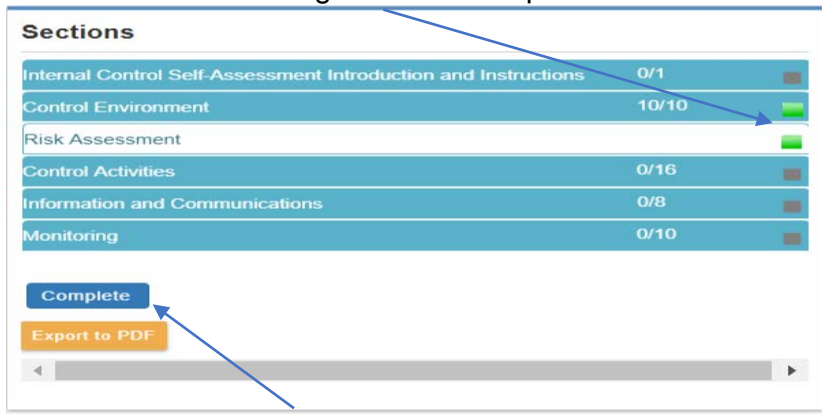 Sections
Internal Control Self-Assessment Introduction and Instructions 0/1
Control Environment 10/10
Risk Assessment
Control Activities 0/16
Information and Communications 0/8
Monitoring 0/10
Complete
Export to PDF